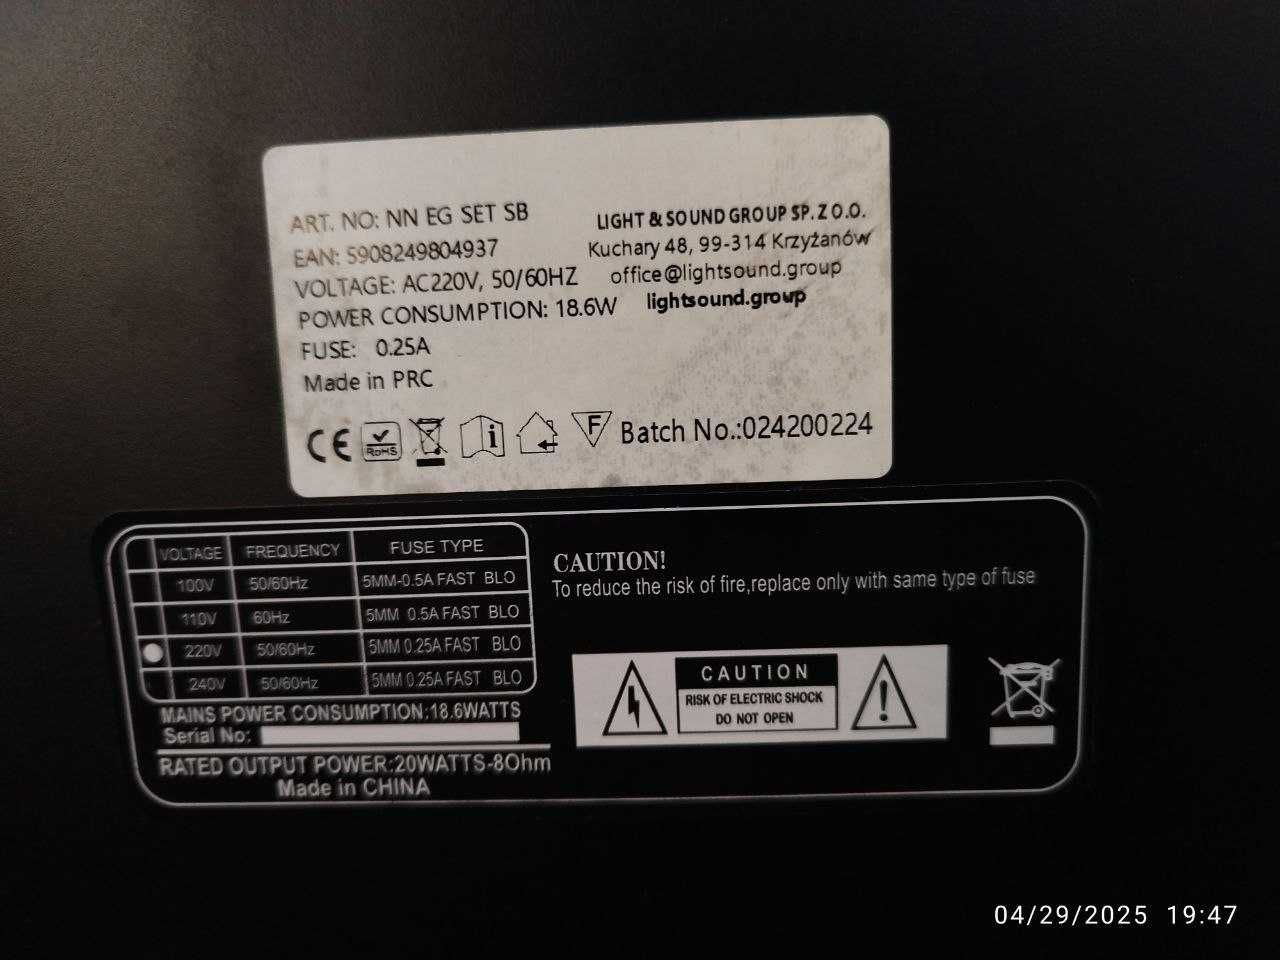 ART. NO: NN EG SET SB
EAN: 5908249804937
VOLTAGE: AC220V, 50/60HZ
POWER CONSUMPTION: 18.6W
FUSE: 0.25A
Made in PRC
LIGHT & SOUND GROUP SP. Z O.O.
Kuchary 48, 99-314 Krzyżanów
office@lightsound.group
lightsound.group
CE RoHS i F Batch No.:024200224
VOLTAGE FREQUENCY FUSE TYPE
100V 50/60Hz 5MM-0.5A FAST BLO
110V 60Hz 5MM 0.5A FAST BLO
220V 50/60Hz 5MM 0.25A FAST BLO
240V 50/60Hz 5MM 0.25A FAST BLO
MAINS POWER CONSUMPTION:18.6WATTS
Serial No:
RATED OUTPUT POWER:20WATTS-8Ohm
Made in CHINA
CAUTION!
To reduce the risk of fire,replace only with same type of fuse
CAUTION
RISK OF ELECTRIC SHOCK
DO NOT OPEN
!
04/29/2025 19:47